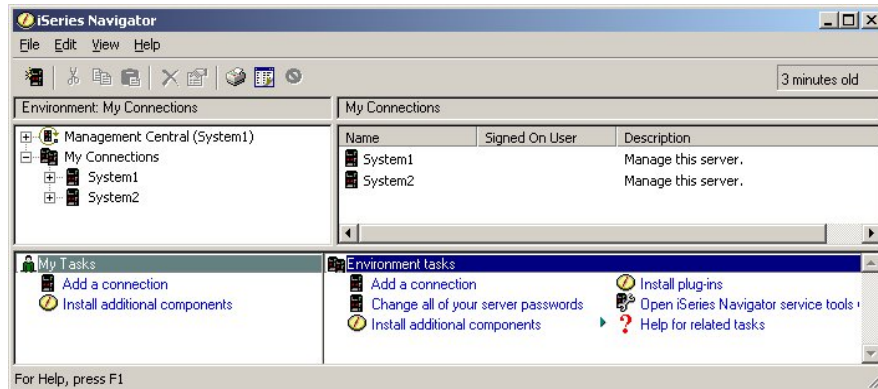 iSeries Navigator
File Edit View Help
3 minutes old
Environment: My Connections
My Connections
Management Central (System1)
My Connections
System1
System2
Name Signed On User Description
System1 Manage this server.
System2 Manage this server.
My Tasks
Add a connection
Install additional components
Environment tasks
Add a connection
Change all of your server passwords
Install additional components
Install plug-ins
Open iSeries Navigator service tools
Help for related tasks
For Help, press F1